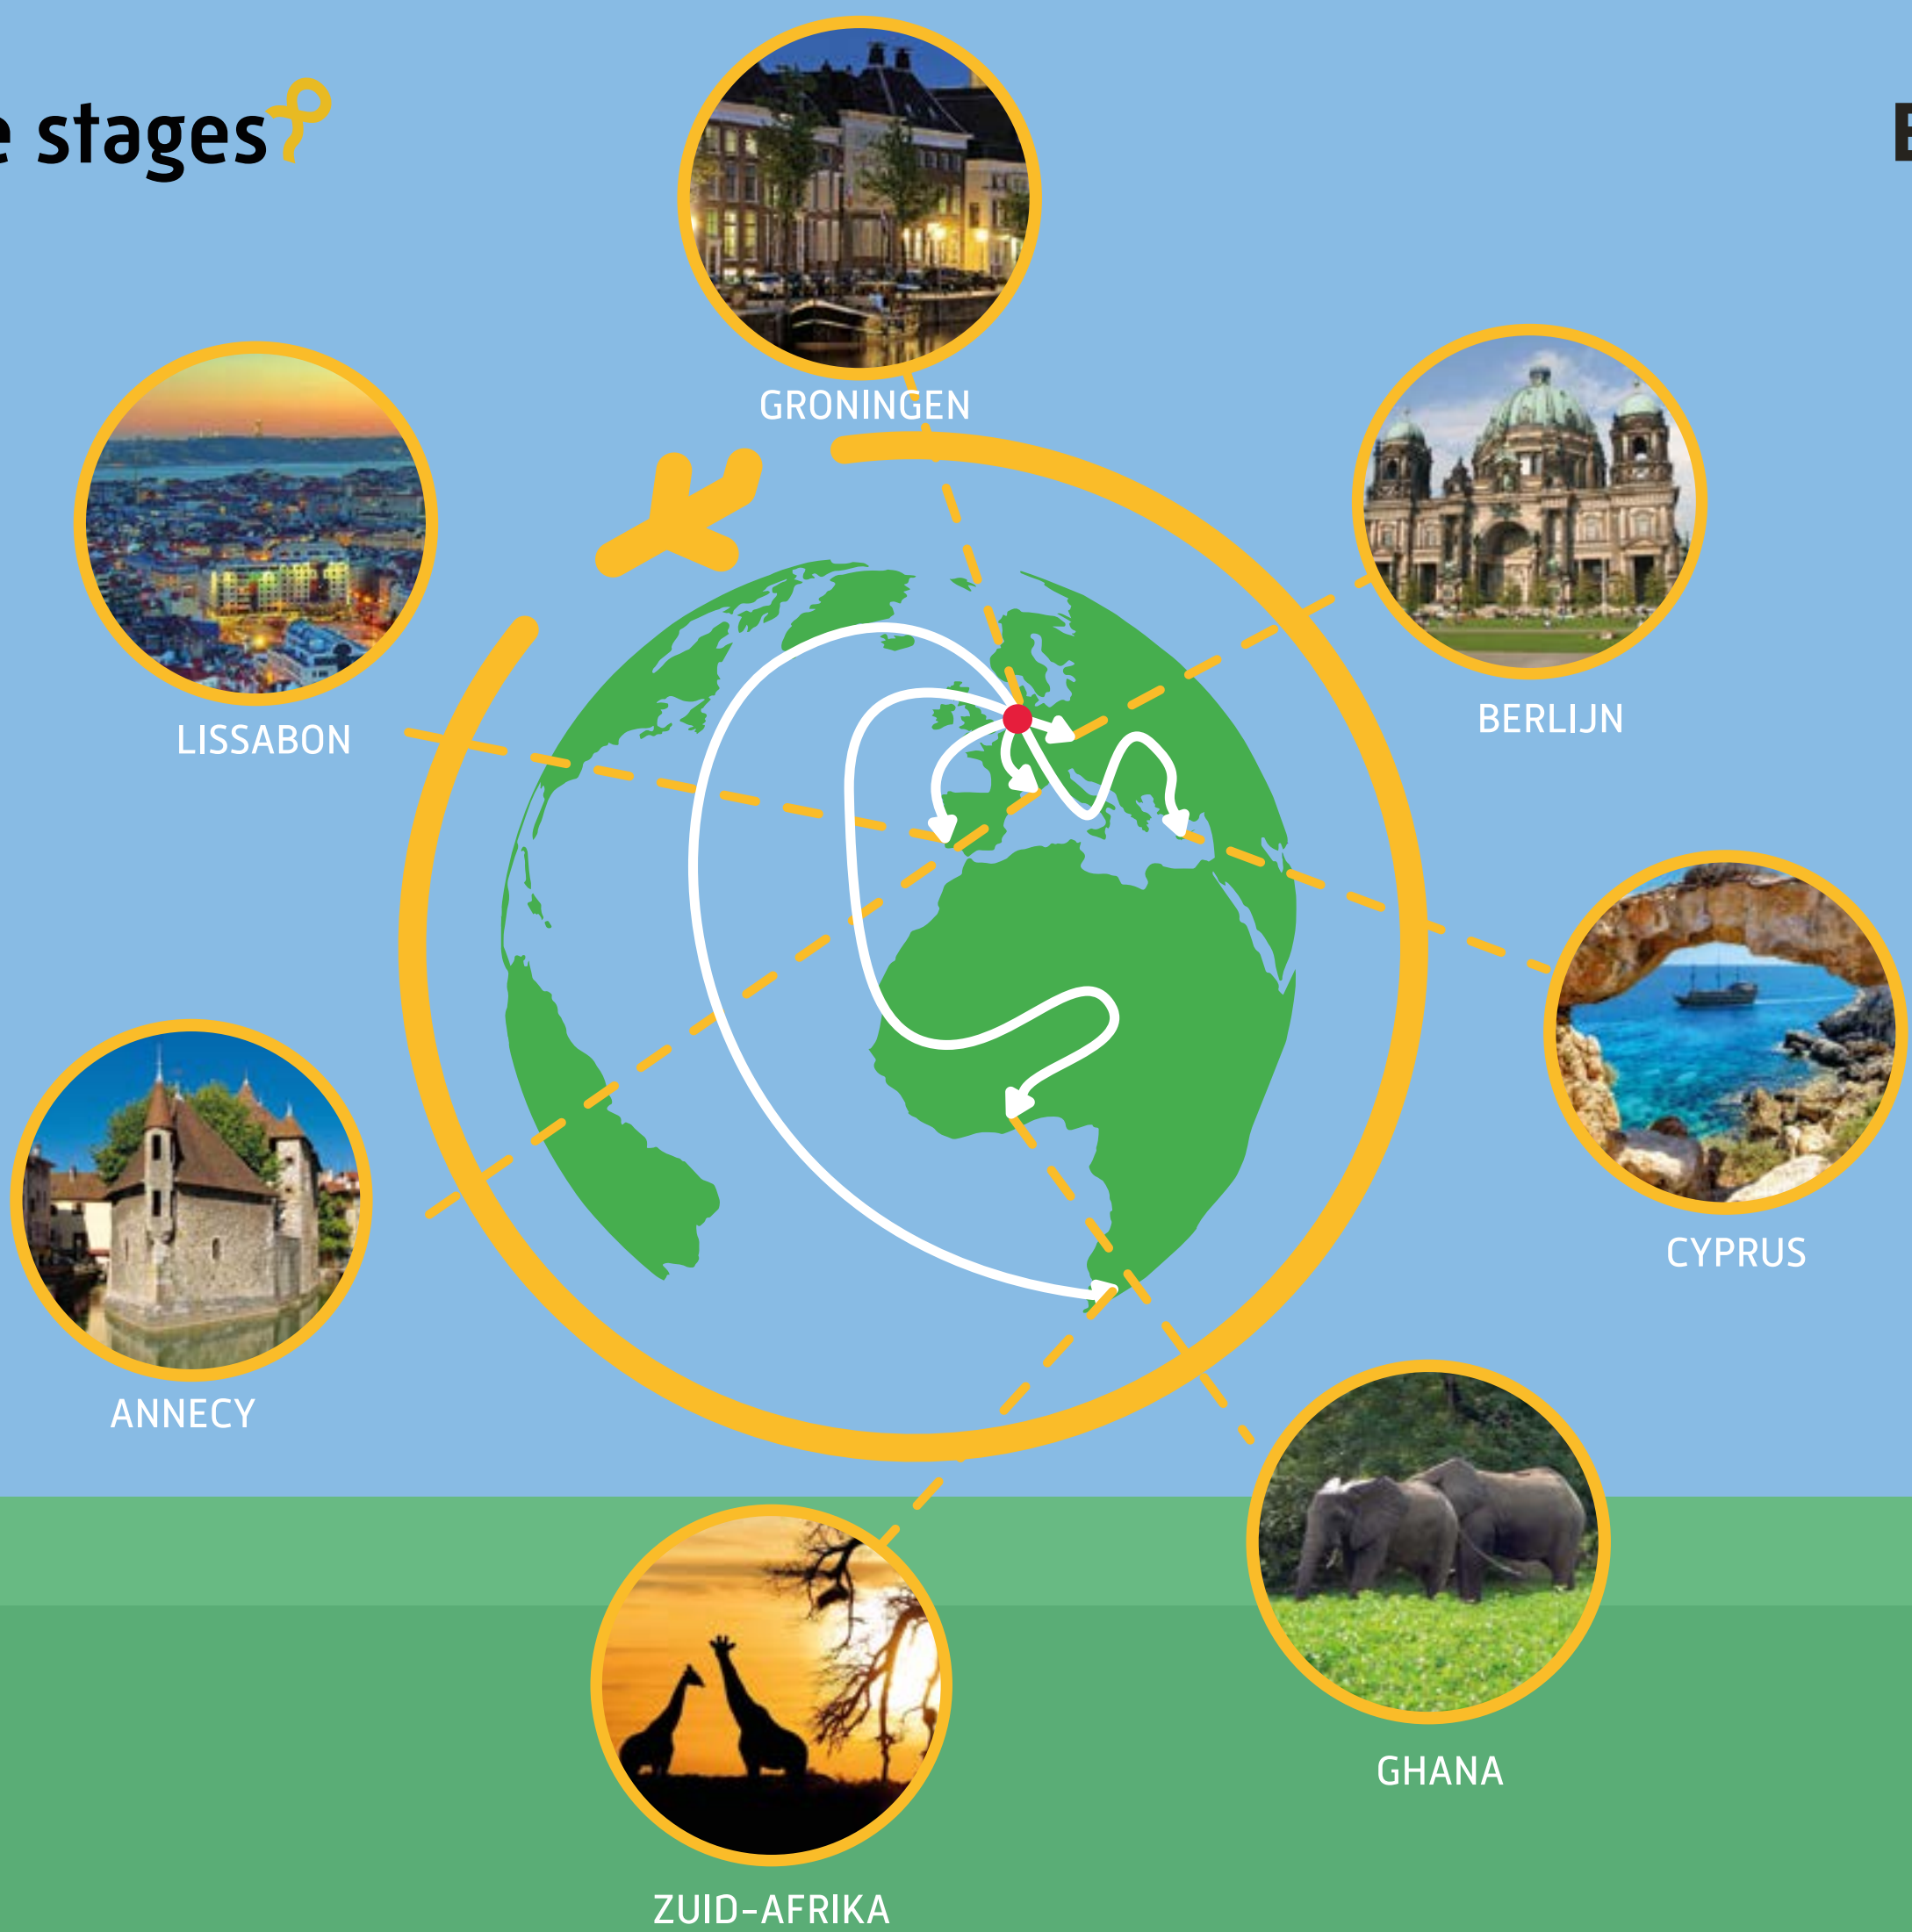 e stages
GRONINGEN
LISSABON
BERLIJN
CYPRUS
ANNECY
GHANA
ZUID-AFRIKA